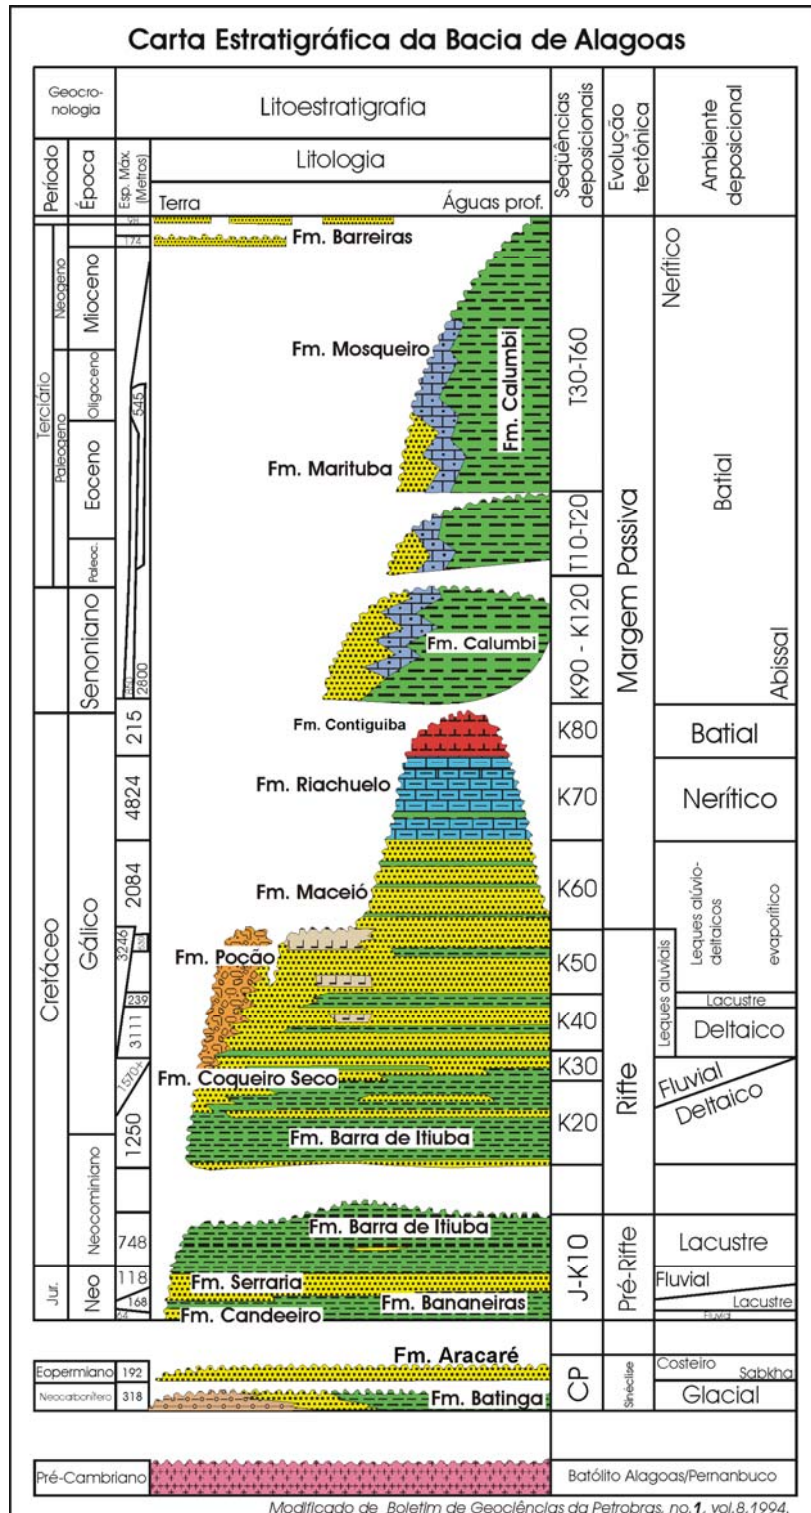 Carta Estratigráfica da Bacia de Alagoas
Geocro-
nologia
Litoestratigrafia
Seqüências
deposicionais
Evolução
tectônica
Ambiente
deposicional
Período
Época
Esp. Máx.
(Metros)
Litologia
Terra
Águas prof.
174
Fm. Barreiras
Nerítico
Terciário
Neogeno
Mioceno
Fm. Mosqueiro
Fm. Calumbi
T30-T60
Paleogeno
Oligoceno
545
Eoceno
Fm. Marituba
Batial
Paleoc.
T10-T20
Margem Passiva
Senoniano
850
2800
Fm. Calumbi
K90 - K120
Abissal
Cretáceo
Gálico
215
Fm. Contiguiba
K80
Batial
4824
Fm. Riachuelo
K70
Nerítico
2084
Fm. Maceió
K60
Leques alúvio-
deltaicos
evaporítico
3246
Fm. Poção
K50
Leques aluviais
239
Lacustre
3111
K40
Deltaico
Rifte
K30
1570
Fm. Coqueiro Seco
Fluvial
Deltaico
1250
K20
Fm. Barra de Itiuba
Neocominiano
748
Fm. Barra de Itiuba
J-K10
Pré-Rifte
Lacustre
Jur.
Neo
118
Fm. Serraria
Fluvial
168
Fm. Bananeiras
Lacustre
64
Fm. Candeeiro
Fluvial
Fm. Aracaré
Eopermiano
192
CP
Sinéclise
Costeiro
Sabkha
Neocarbonífero
318
Fm. Batinga
Glacial
Pré-Cambriano
Batólito Alagoas/Pernanbuco
Modificado de Boletim de Geociências da Petrobras, no.1, vol.8,1994.